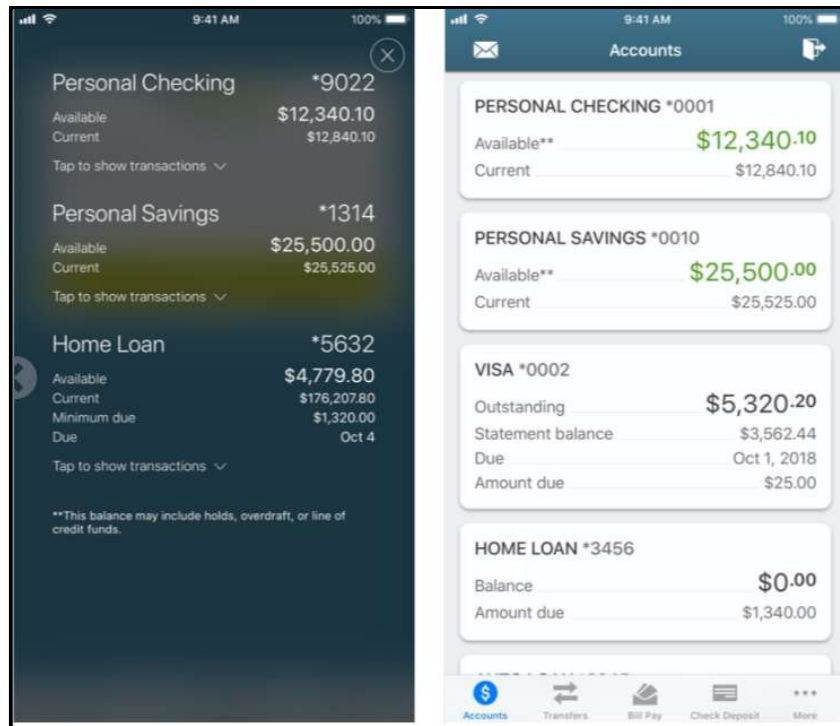 9:41 AM 100%
Personal Checking *9022
Available $12,340.10
Current $12,840.10
Tap to show transactions
Personal Savings *1314
Available $25,500.00
Current $25,525.00
Tap to show transactions
Home Loan *5632
Available $4,779.80
Current $176,207.80
Minimum due $1,320.00
Due Oct 4
Tap to show transactions
**This balance may include holds, overdraft, or line of
credit funds.
9:41 AM 100%
Accounts
PERSONAL CHECKING *0001
Available** $12,340.10
Current $12,840.10
PERSONAL SAVINGS *0010
Available** $25,500.00
Current $25,525.00
VISA *0002
Outstanding $5,320.20
Statement balance $3,562.44
Due Oct 1, 2018
Amount due $25.00
HOME LOAN *3456
Balance $0.00
Amount due $1,340.00
Accounts Transfers Bill Pay Check Deposit More